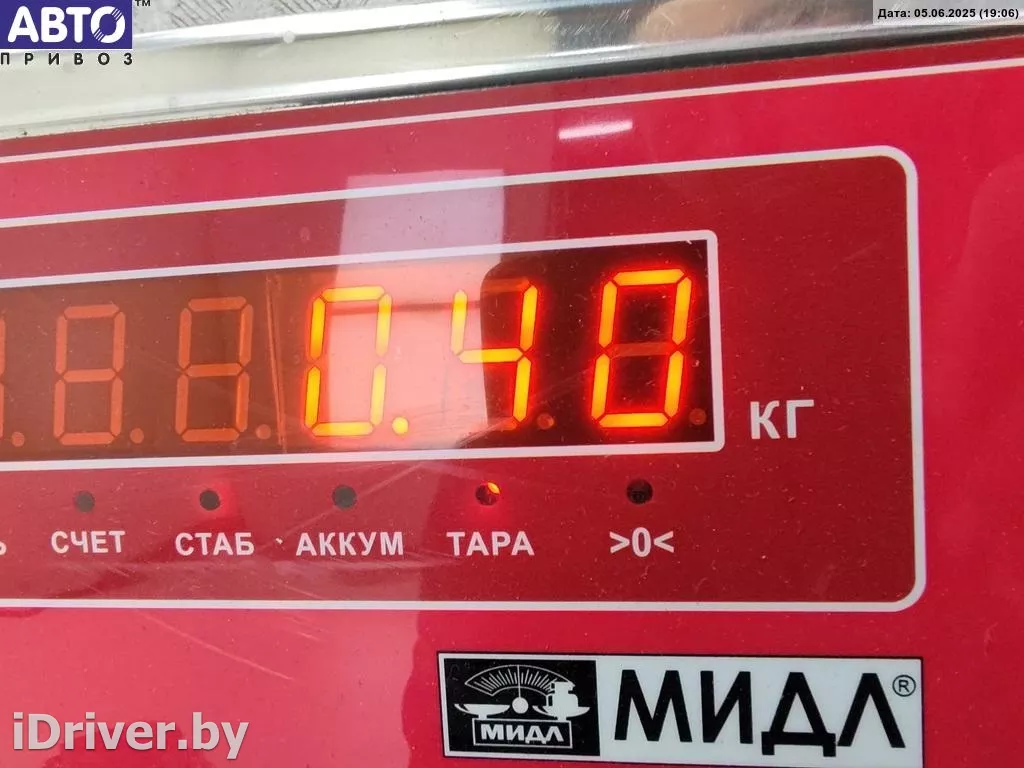 АВТО™
ПРИВОЗ
Дата: 05.06.2025 (19:06)
0.40
КГ
СЧЕТ СТАБ АККУМ ТАРА >0<
МИДЛ
МИДЛ®
iDriver.by